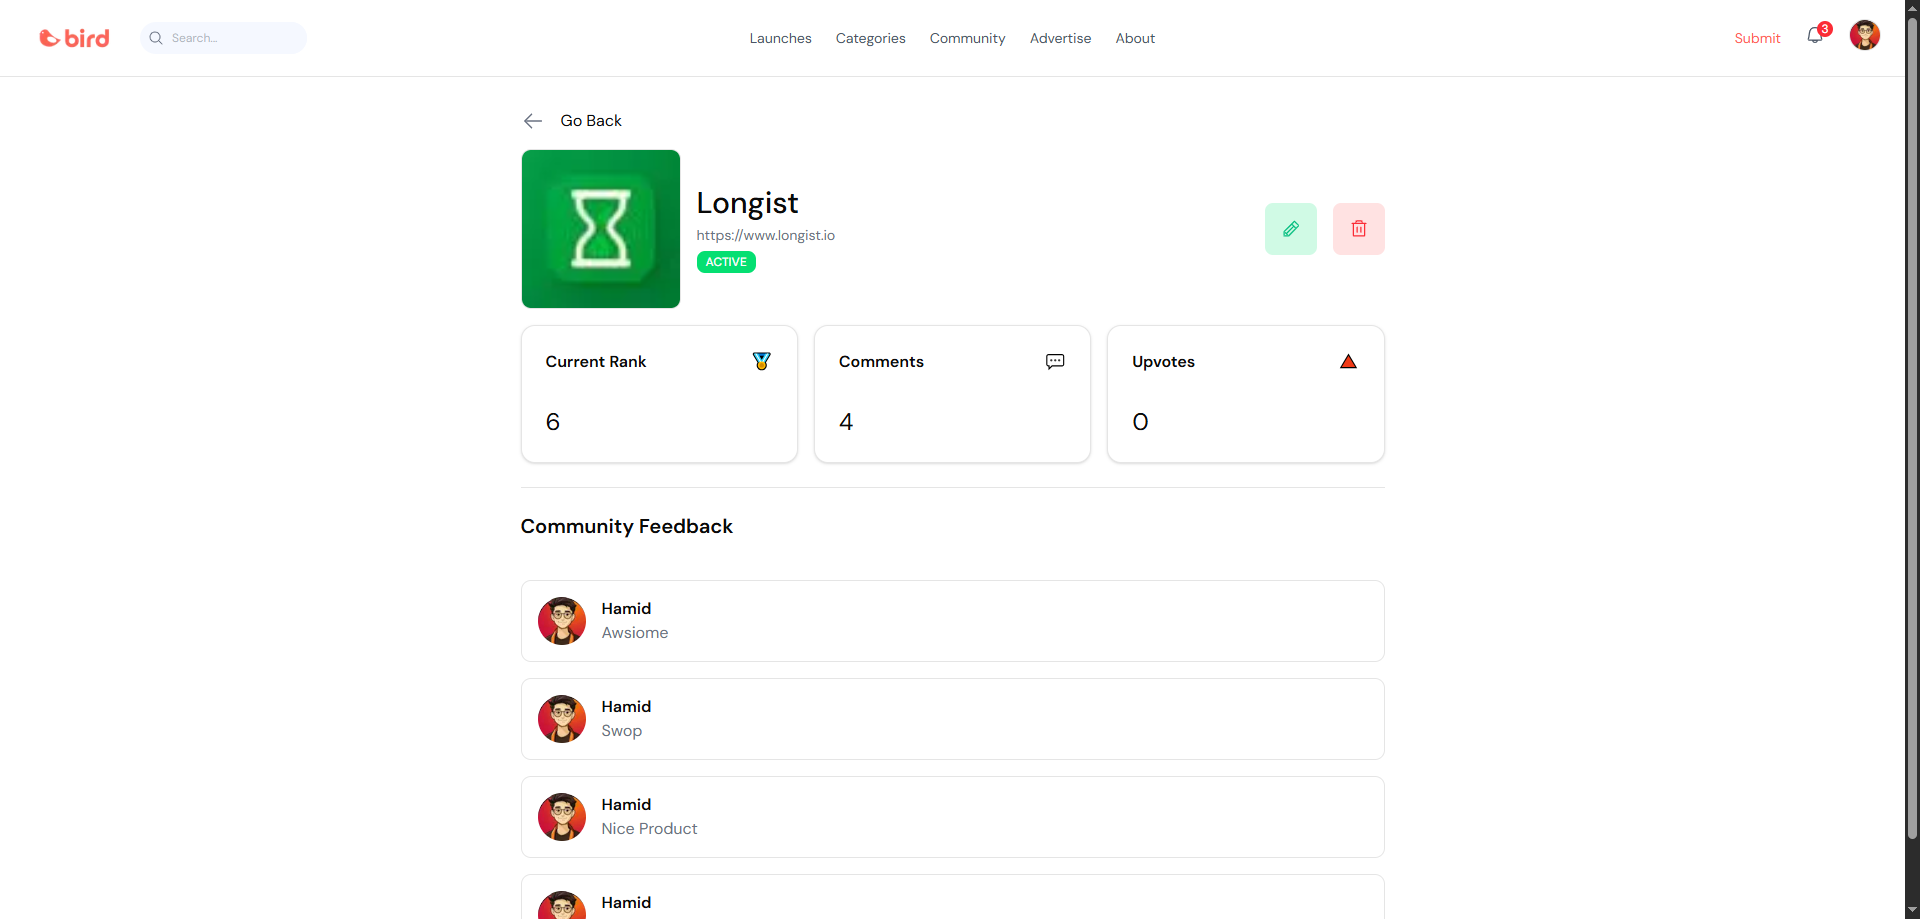 bird
Search...
Launches
Categories
Community
Advertise
About
Submit
3
Go Back
Longist
https://www.longist.io
ACTIVE
Current Rank
6
Comments
4
Upvotes
0
Community Feedback
Hamid
Awsiome
Hamid
Swop
Hamid
Nice Product
Hamid